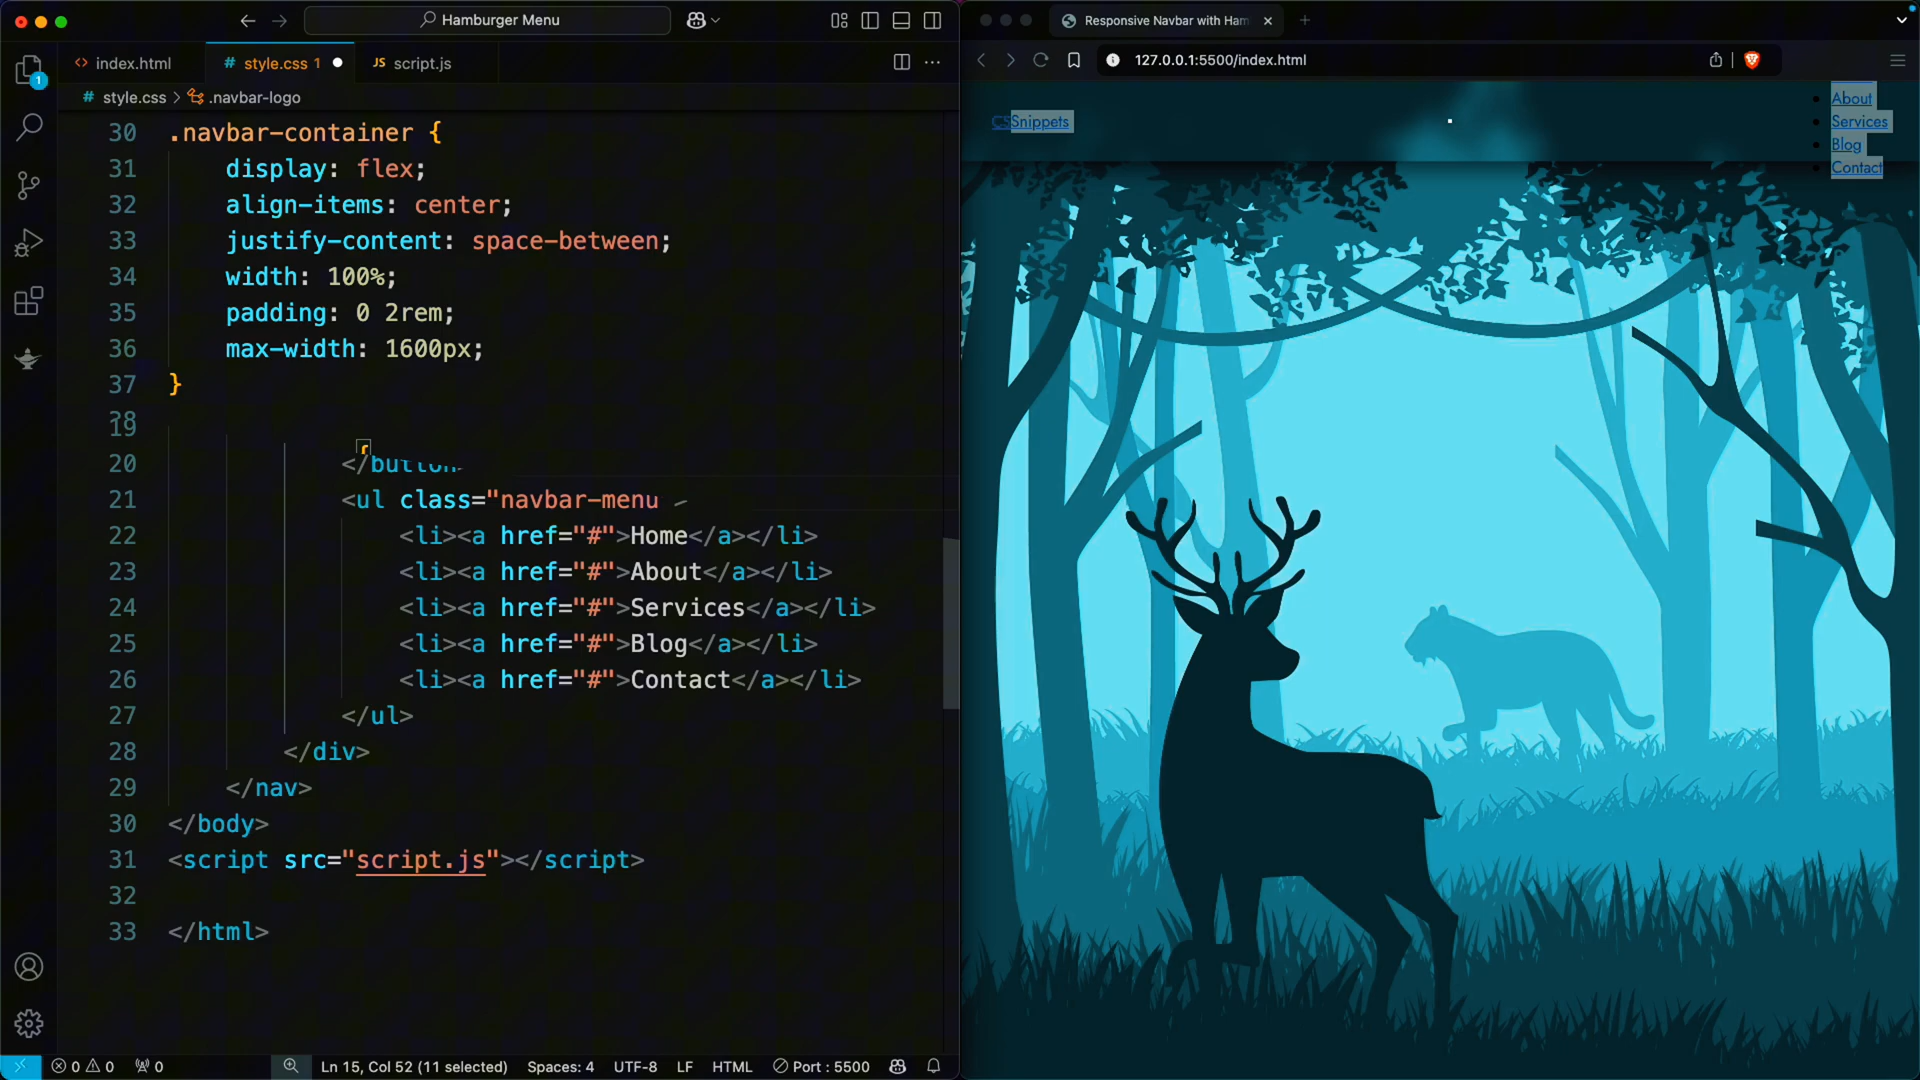 Hamburger Menu
index.html
# style.css 1
JS script.js
# style.css > .navbar-logo
30 .navbar-container {
31 display: flex;
32 align-items: center;
33 justify-content: space-between;
34 width: 100%;
35 padding: 0 2rem;
36 max-width: 1600px;
37 }
20 </button>
21 <ul class="navbar-menu
22 <li><a href="#">Home</a></li>
23 <li><a href="#">About</a></li>
24 <li><a href="#">Services</a></li>
25 <li><a href="#">Blog</a></li>
26 <li><a href="#">Contact</a></li>
27 </ul>
28 </div>
29 </nav>
30 </body>
31 <script src="script.js"></script>
32
33 </html>
1
0 0 0 Ln 15, Col 52 (11 selected) Spaces: 4 UTF-8 LF HTML Port : 5500
Responsive Navbar with Ham
127.0.0.1:5500/index.html
CSSnippets
About
Services
Blog
Contact